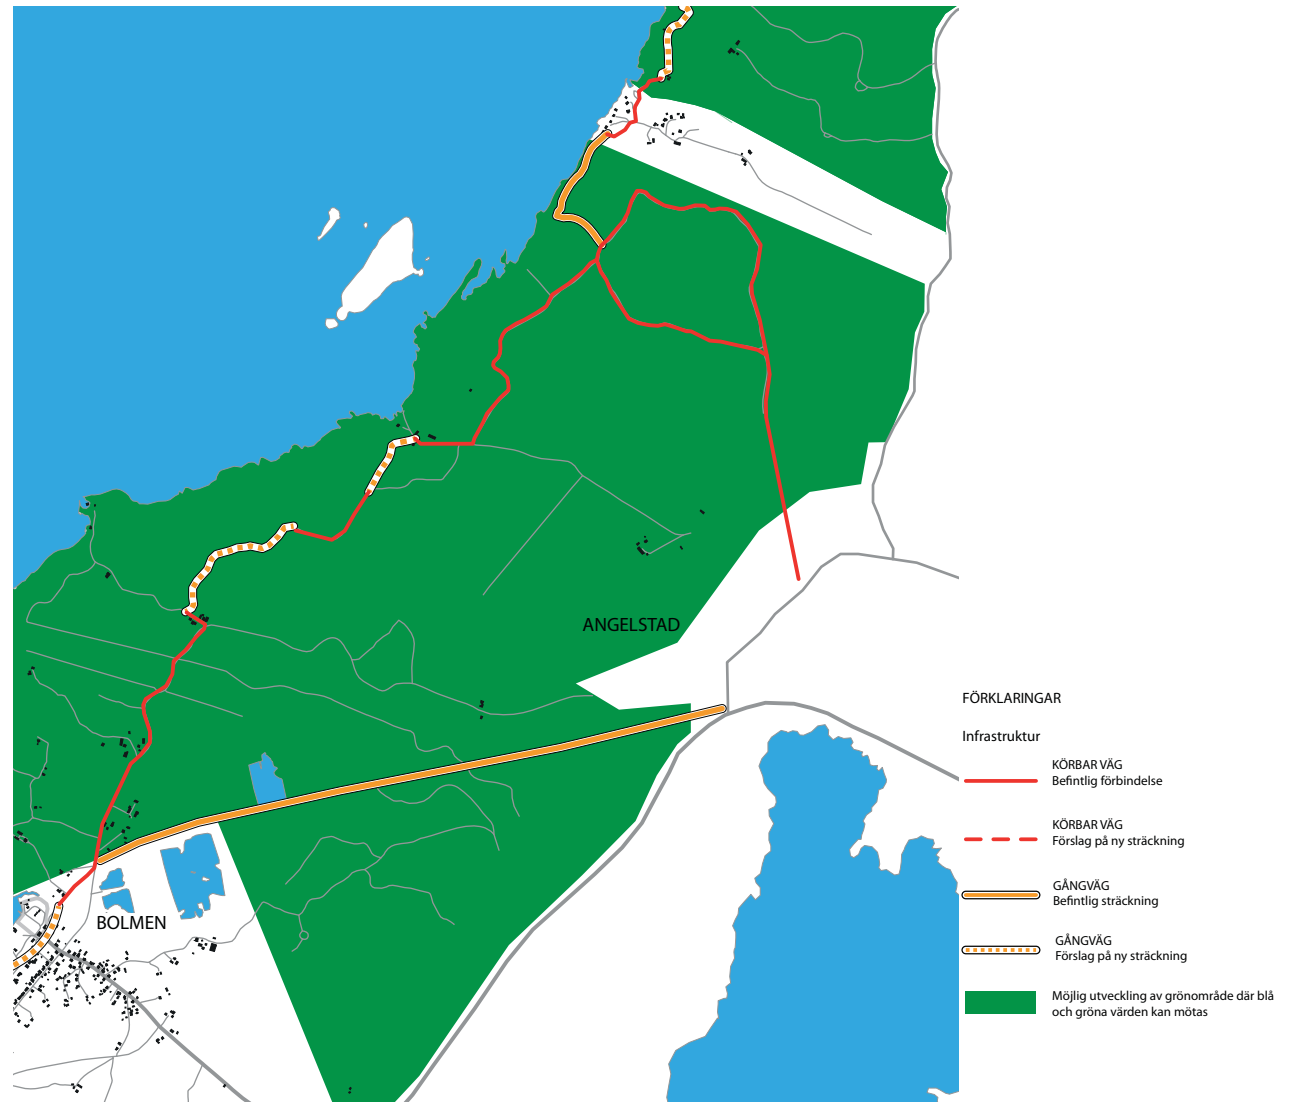 ANGELSTAD
BOLMEN
FÖRKLARINGAR
Infrastruktur
KÖRBAR VÄG
Befintlig förbindelse
KÖRBAR VÄG
Förslag på ny sträckning
GÅNGVÄG
Befintlig sträckning
GÅNGVÄG
Förslag på ny sträckning
Möjlig utveckling av grönområde där blå
och gröna värden kan mötas